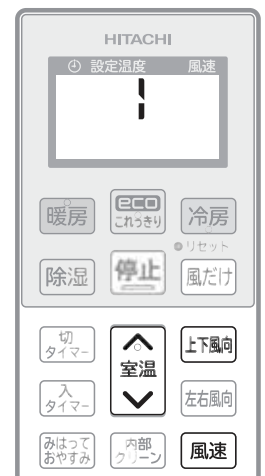 HITACHI
設定温度 風速
1
暖房
eco
これっきり
冷房
●リセット
除湿
停止
風だけ
切
タイマー
室温
上下風向
入
タイマー
左右風向
みはって
おやすみ
内部
クリーン
風速